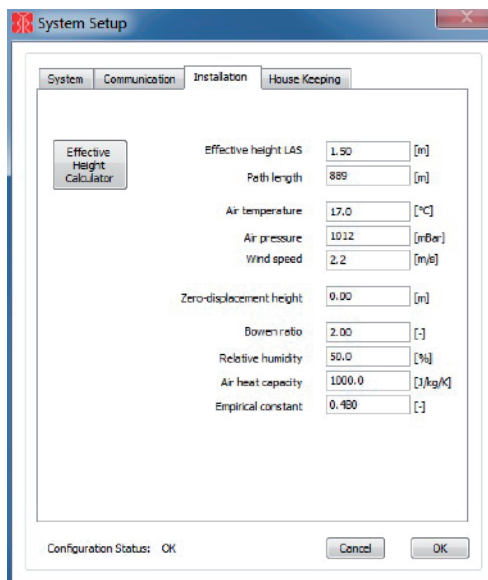 System Setup
System Communication Installation House Keeping
Effective Height Calculator
Effective height LAS 1.50 [m]
Path length 889 [m]
Air temperature 17.0 [°C]
Air pressure 1012 [mBar]
Wind speed 2.2 [m/s]
Zero-displacement height 0.00 [m]
Bowen ratio 2.00 [-]
Relative humidity 50.0 [%]
Air heat capacity 1000.0 [J/kg/K]
Empirical constant 0.480 [-]
Configuration Status: OK Cancel OK